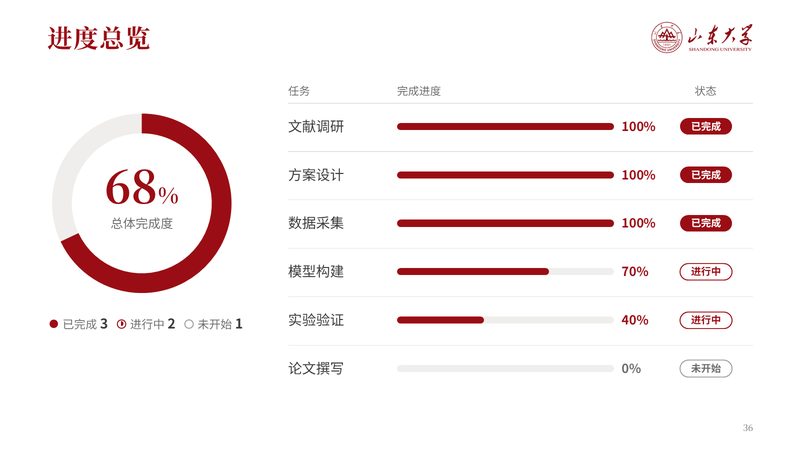 进度总览
山东大学
SHANDONG UNIVERSITY
68%
总体完成度
已完成 3 进行中 2 未开始 1
任务 完成进度 状态
文献调研 100% 已完成
方案设计 100% 已完成
数据采集 100% 已完成
模型构建 70% 进行中
实验验证 40% 进行中
论文撰写 0% 未开始
36